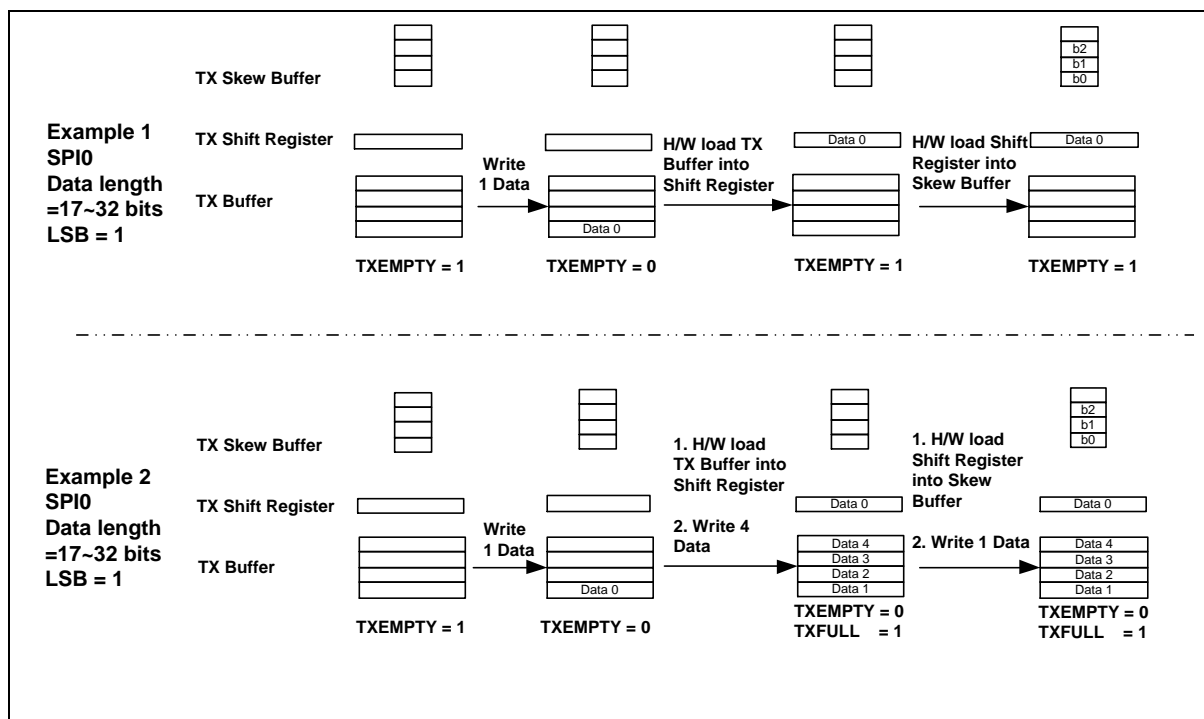 b2
TX Skew Buffer
b1
b0
Example 1
SPI0
Data length
=17~32 bits
LSB = 1
TX Shift Register
Write
1 Data
H/W load TX
Buffer into
Shift Register
Data 0
H/W load Shift
Register into
Skew Buffer
Data 0
TX Buffer
Data 0
TXEMPTY = 1
TXEMPTY = 0
TXEMPTY = 1
TXEMPTY = 1
b2
TX Skew Buffer
b1
b0
Example 2
SPI0
Data length
=17~32 bits
LSB = 1
1. H/W load
TX Buffer into
Shift Register
1. H/W load
Shift Register
into Skew
Buffer
TX Shift Register
Data 0
Data 0
Write
1 Data
2. Write 4
Data
2. Write 1 Data
TX Buffer
Data 0
Data 4
Data 3
Data 2
Data 1
Data 4
Data 3
Data 2
Data 1
TXEMPTY = 1
TXEMPTY = 0
TXEMPTY = 0
TXFULL = 1
TXEMPTY = 0
TXFULL = 1